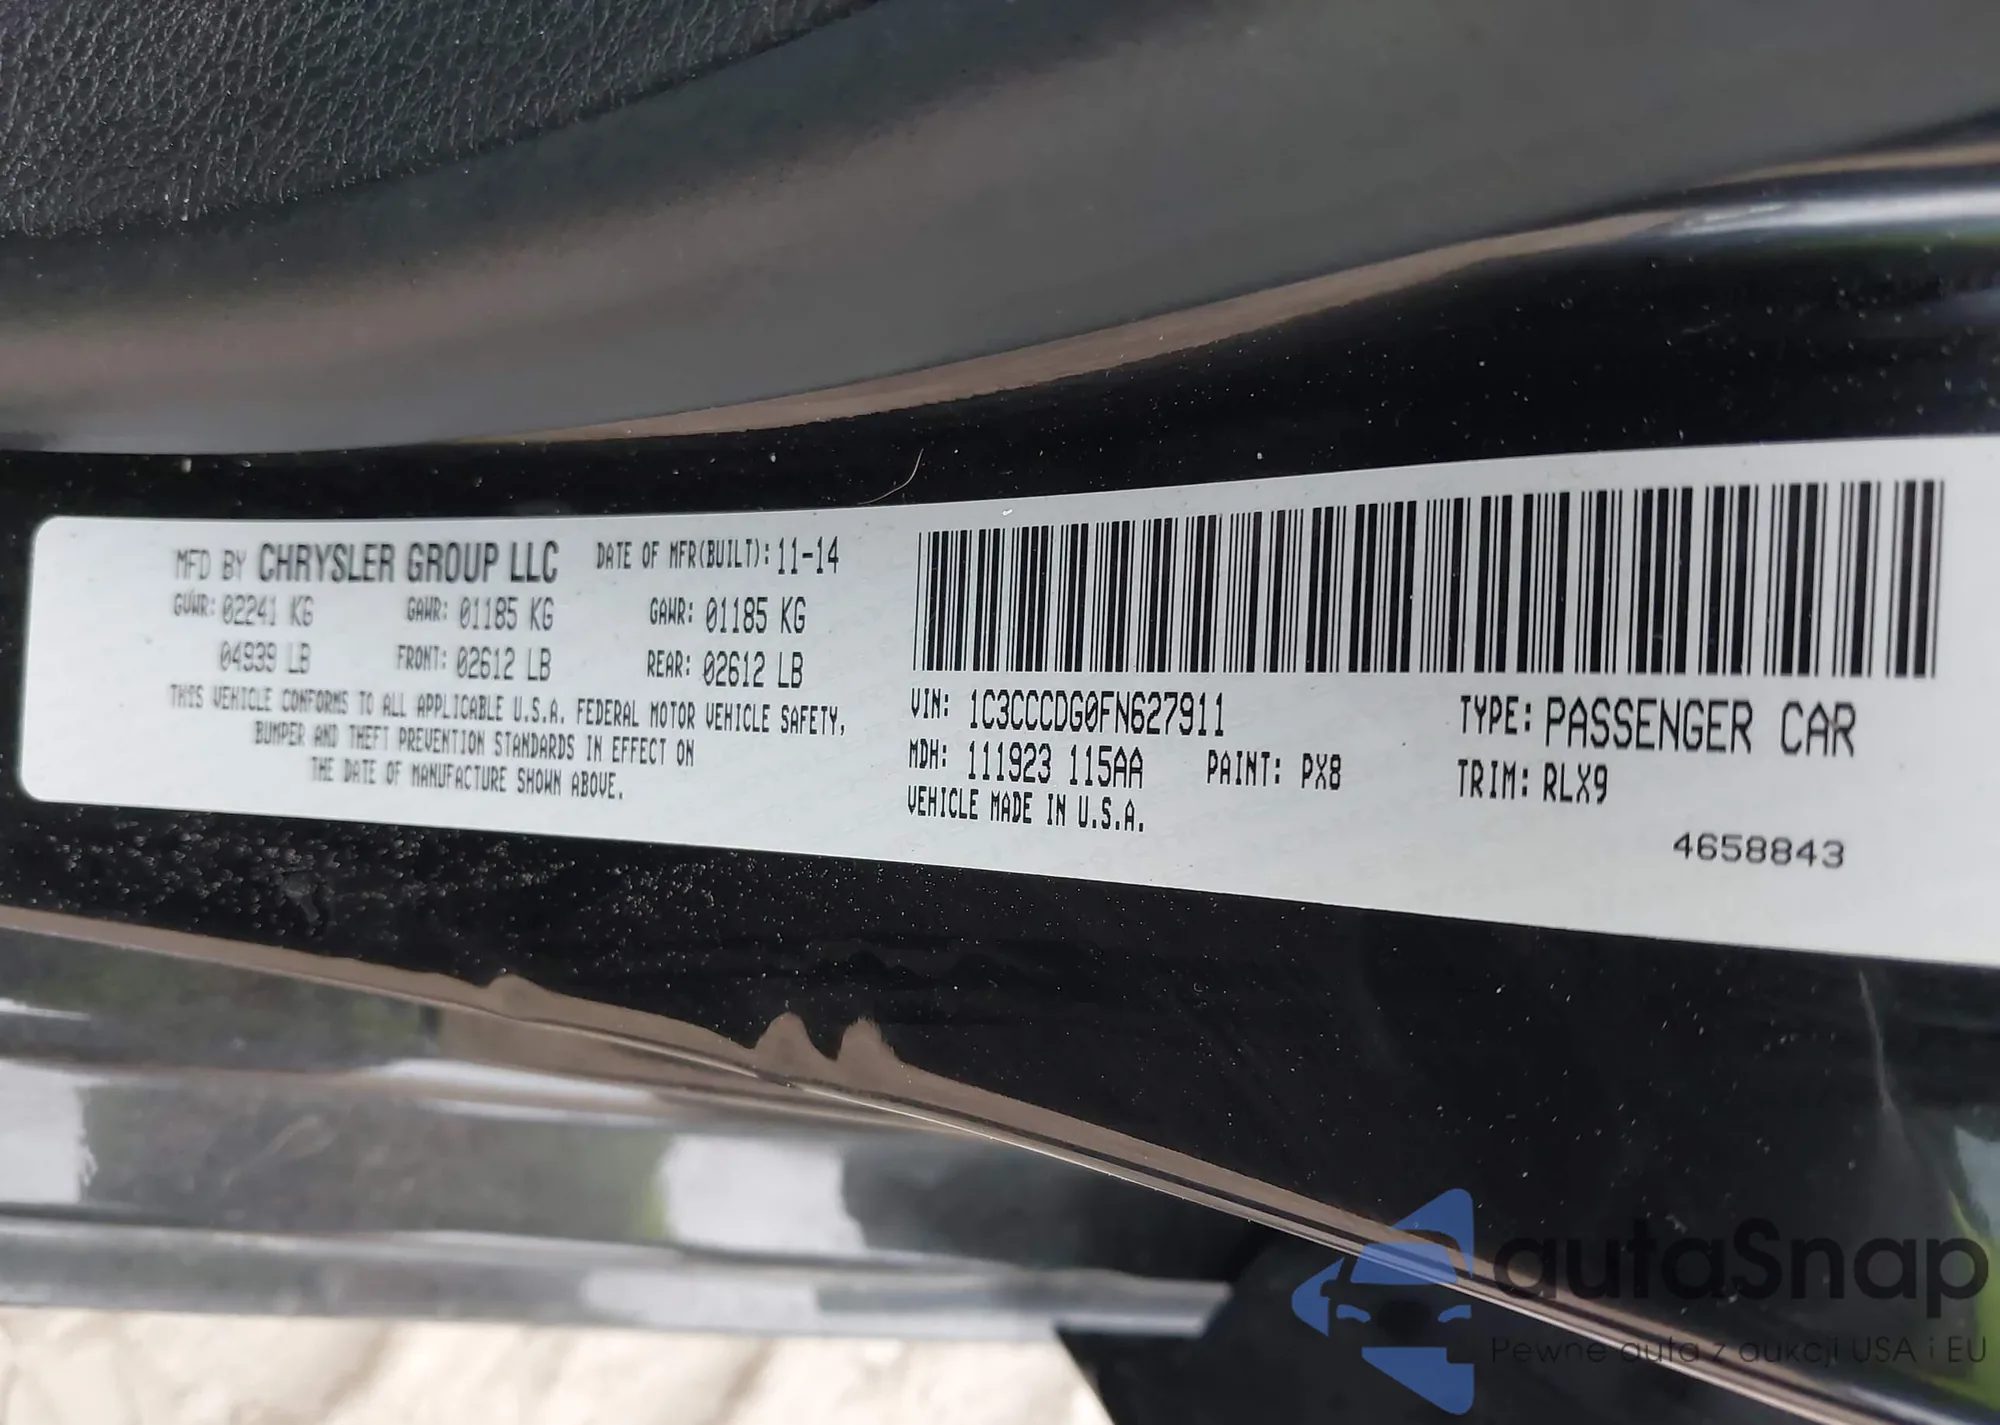 MFD BY CHRYSLER GROUP LLC DATE OF MFR(BUILT): 11-14
GVWR: 02241 KG GAWR: 01185 KG GAWR: 01185 KG
04939 LB FRONT: 02612 LB REAR: 02612 LB
THIS VEHICLE CONFORMS TO ALL APPLICABLE U.S.A. FEDERAL MOTOR VEHICLE SAFETY,
BUMPER AND THEFT PREVENTION STANDARDS IN EFFECT ON
THE DATE OF MANUFACTURE SHOWN ABOVE.
VIN: 1C3CCCDG0FN627911 TYPE: PASSENGER CAR
MDH: 111923 115AA PAINT: PX8 TRIM: RLX9
VEHICLE MADE IN U.S.A.
4658843
autaSnap
Pewne auta z aukcji USA i EU